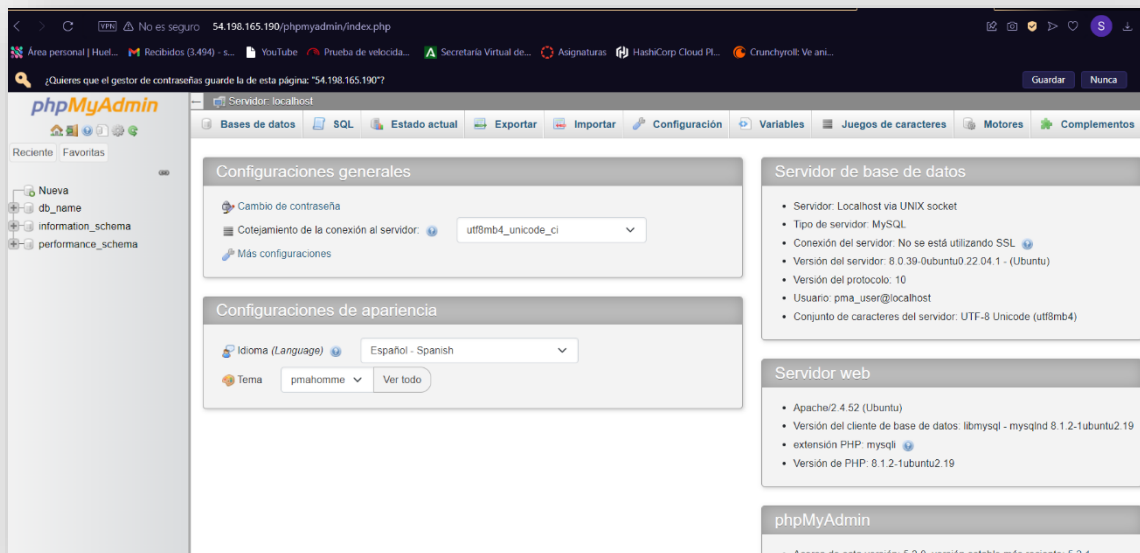 VPN No es seguro 54.198.165.190/phpmyadmin/index.php S
Área personal | Huel... Recibidos (3.494) - s... YouTube Prueba de velocida... Secretaría Virtual de... Asignaturas HashiCorp Cloud Pl... Crunchyroll: Ve ani...
¿Quieres que el gestor de contraseñas guarde la de esta página: "54.198.165.190"? Guardar Nunca
phpMyAdmin
Reciente Favoritas
Nueva
db_name
information_schema
performance_schema
Servidor: localhost
Bases de datos SQL Estado actual Exportar Importar Configuración Variables Juegos de caracteres Motores Complementos
Configuraciones generales
Cambio de contraseña
Cotejamiento de la conexión al servidor: utf8mb4_unicode_ci
Más configuraciones
Configuraciones de apariencia
Idioma (Language) Español - Spanish
Tema pmahomme Ver todo
Servidor de base de datos
• Servidor: Localhost via UNIX socket
• Tipo de servidor: MySQL
• Conexión del servidor: No se está utilizando SSL
• Versión del servidor: 8.0.39-0ubuntu0.22.04.1 - (Ubuntu)
• Versión del protocolo: 10
• Usuario: pma_user@localhost
• Conjunto de caracteres del servidor: UTF-8 Unicode (utf8mb4)
Servidor web
• Apache/2.4.52 (Ubuntu)
• Versión del cliente de base de datos: libmysql - mysqlnd 8.1.2-1ubuntu2.19
• extensión PHP: mysqli
• Versión de PHP: 8.1.2-1ubuntu2.19
phpMyAdmin